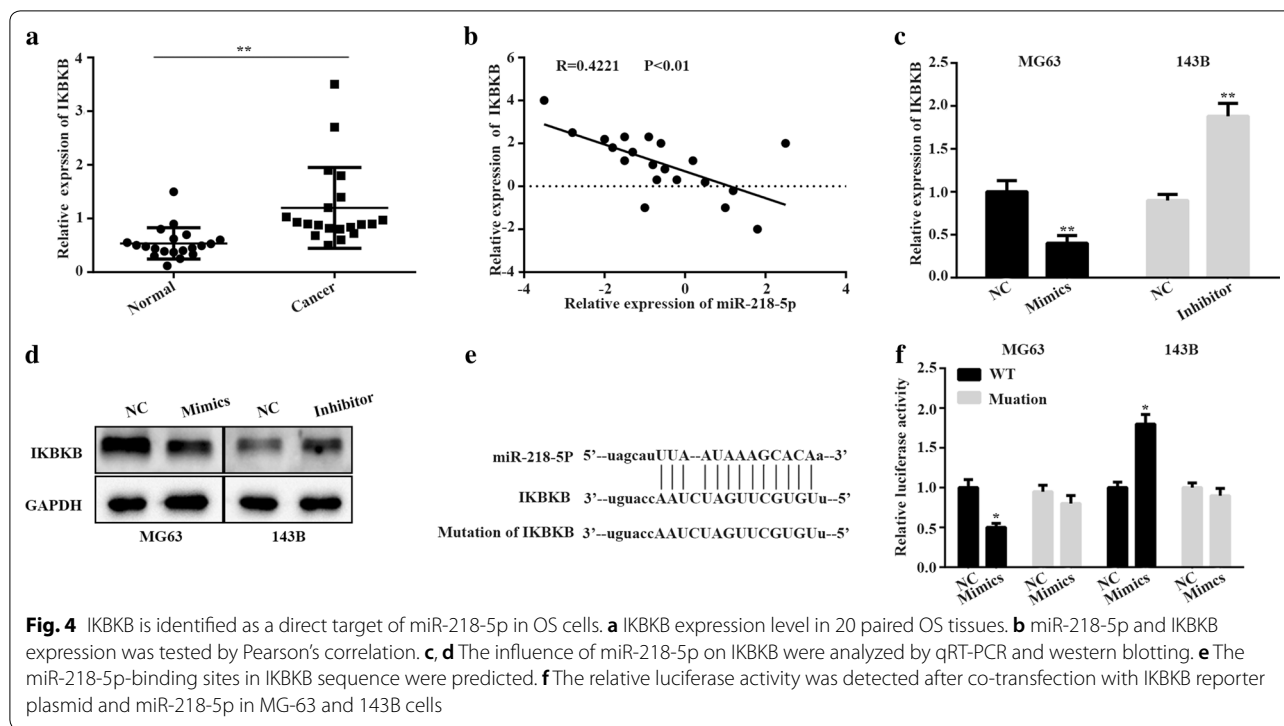 a
**
Relative exprssion of IKBKB
4
3
2
1
0
Normal
Cancer
b
R=0.4221 P<0.01
Relative expression of IKBKB
6
4
2
0
-2
-4
-4
-2
0
2
4
Relative expression of miR-218-5p
c
MG63 143B
Relative expression of IKBKB
2.5
2.0
1.5
1.0
0.5
0.0
**
**
NC
Mimics
NC
Inhibitor
d
NC Mimics NC Inhibitor
IKBKB
GAPDH
MG63 143B
e
miR-218-5P 5’--uagcauUUA--AUAAAGCACAa--3’
IKBKB 3’--uguaccAAUCUAGUUCGUGUu--5’
Mutation of IKBKB 3’--uguaccAAUCUAGUUCGUGUu--5’
f
MG63 143B
WT
Muation
Relative luciferase activity
2.5
2.0
1.5
1.0
0.5
0.0
*
*
NC
Mimics
NC
Mimics
NC
Mimics
NC
Mimcs
Fig. 4 IKBKB is identified as a direct target of miR-218-5p in OS cells. a IKBKB expression level in 20 paired OS tissues. b miR-218-5p and IKBKB
expression was tested by Pearson’s correlation. c, d The influence of miR-218-5p on IKBKB were analyzed by qRT-PCR and western blotting. e The
miR-218-5p-binding sites in IKBKB sequence were predicted. f The relative luciferase activity was detected after co-transfection with IKBKB reporter
plasmid and miR-218-5p in MG-63 and 143B cells